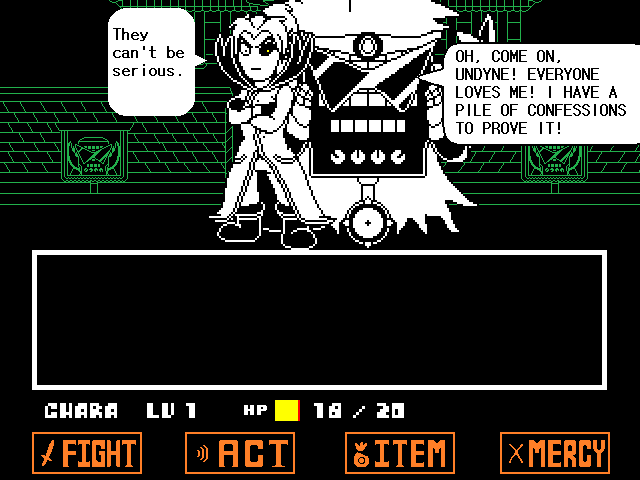 They
can't be
serious.
OH, COME ON,
UNDYNE! EVERYONE
LOVES ME! I HAVE A
PILE OF CONFESSIONS
TO PROVE IT!
CHARA LV 1 HP 18 / 20
FIGHT ACT ITEM MERCY